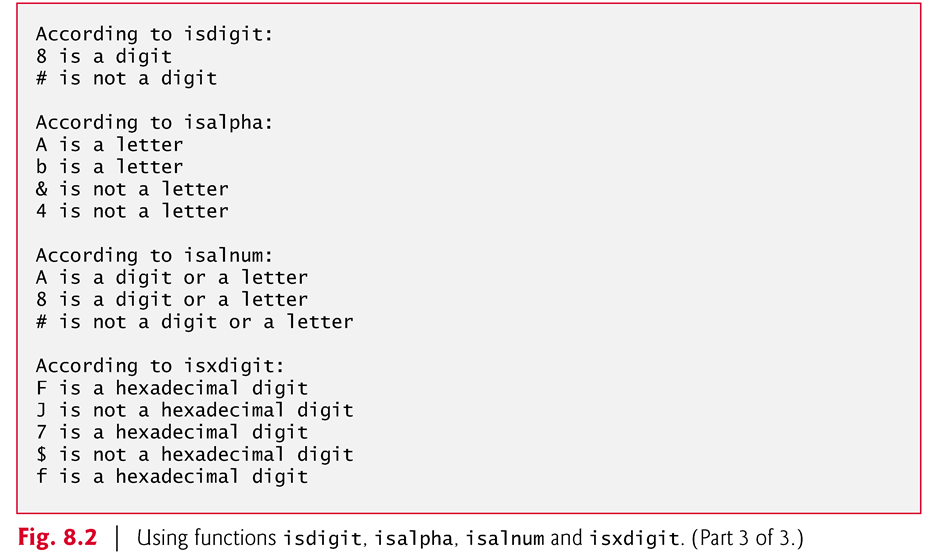 According to isdigit:
8 is a digit
# is not a digit
According to isalpha:
A is a letter
b is a letter
& is not a letter
4 is not a letter
According to isalnum:
A is a digit or a letter
8 is a digit or a letter
# is not a digit or a letter
According to isxdigit:
F is a hexadecimal digit
J is not a hexadecimal digit
7 is a hexadecimal digit
$ is not a hexadecimal digit
f is a hexadecimal digit
Fig. 8.2 | Using functions isdigit, isalpha, isalnum and isxdigit. (Part 3 of 3.)